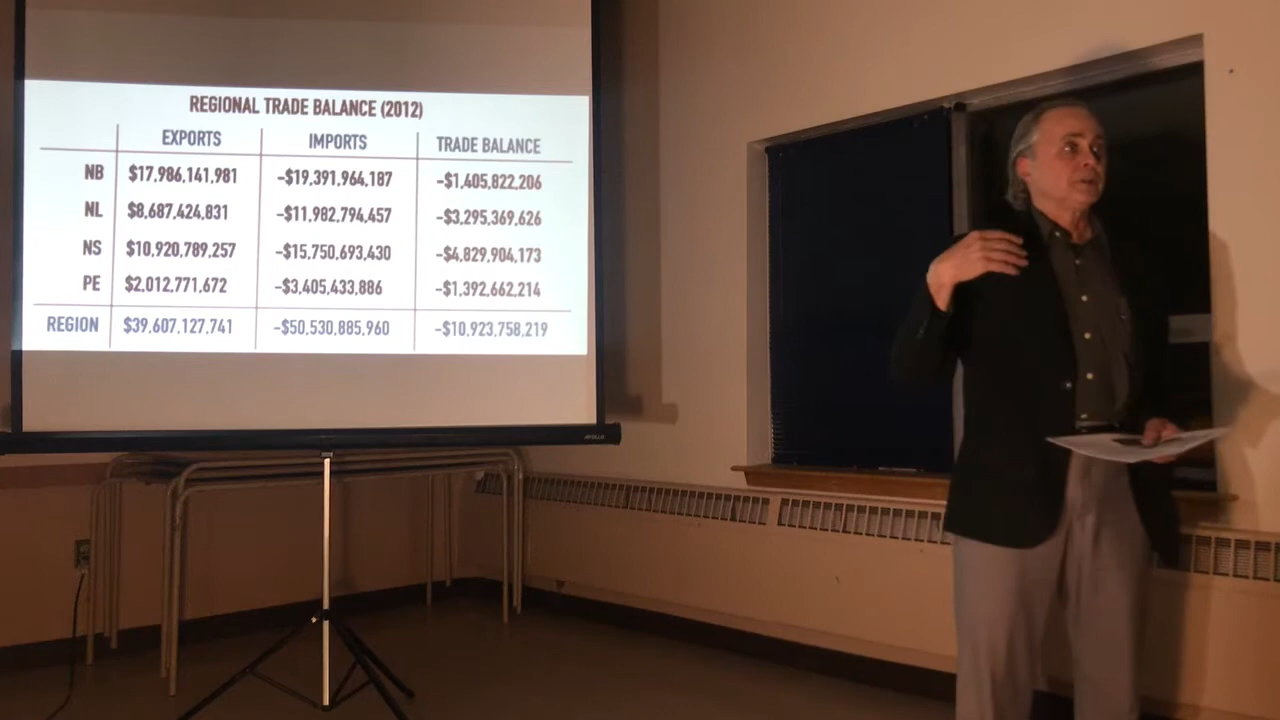 REGIONAL TRADE BALANCE (2012)
EXPORTS IMPORTS TRADE BALANCE
NB $17,986,141,981 -$19,391,964,187 -$1,405,822,206
NL $8,687,424,831 -$11,982,794,457 -$3,295,369,626
NS $10,920,789,257 -$15,750,693,430 -$4,829,904,173
PE $2,012,771,672 -$3,405,433,886 -$1,392,662,214
REGION $39,607,127,741 -$50,530,885,960 -$10,923,758,219
APOLLO